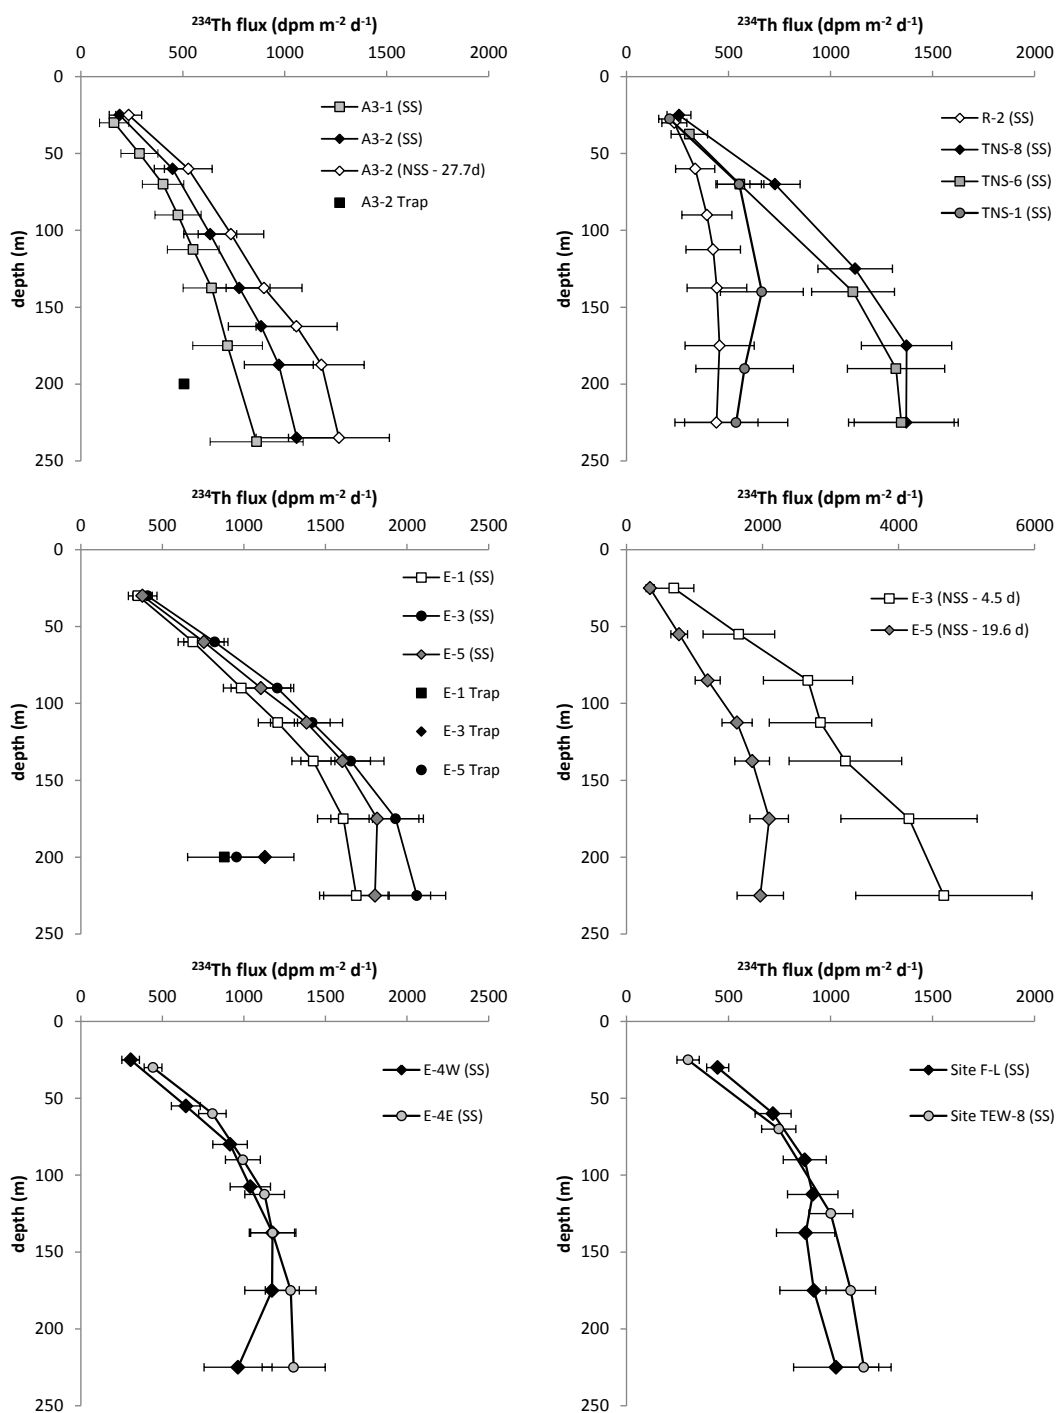 ²³⁴Th flux (dpm m⁻² d⁻¹)
0 500 1000 1500 2000
0
50
100
150
200
250
depth (m)
A3-1 (SS)
A3-2 (SS)
A3-2 (NSS - 27.7d)
A3-2 Trap
²³⁴Th flux (dpm m⁻² d⁻¹)
0 500 1000 1500 2000
0
50
100
150
200
250
depth (m)
R-2 (SS)
TNS-8 (SS)
TNS-6 (SS)
TNS-1 (SS)
²³⁴Th flux (dpm m⁻² d⁻¹)
0 500 1000 1500 2000 2500
0
50
100
150
200
250
depth (m)
E-1 (SS)
E-3 (SS)
E-5 (SS)
E-1 Trap
E-3 Trap
E-5 Trap
²³⁴Th flux (dpm m⁻² d⁻¹)
0 2000 4000 6000
0
50
100
150
200
250
depth (m)
E-3 (NSS - 4.5 d)
E-5 (NSS - 19.6 d)
²³⁴Th flux (dpm m⁻² d⁻¹)
0 500 1000 1500 2000 2500
0
50
100
150
200
250
depth (m)
E-4W (SS)
E-4E (SS)
²³⁴Th flux (dpm m⁻² d⁻¹)
0 500 1000 1500 2000
0
50
100
150
200
250
depth (m)
Site F-L (SS)
Site TEW-8 (SS)